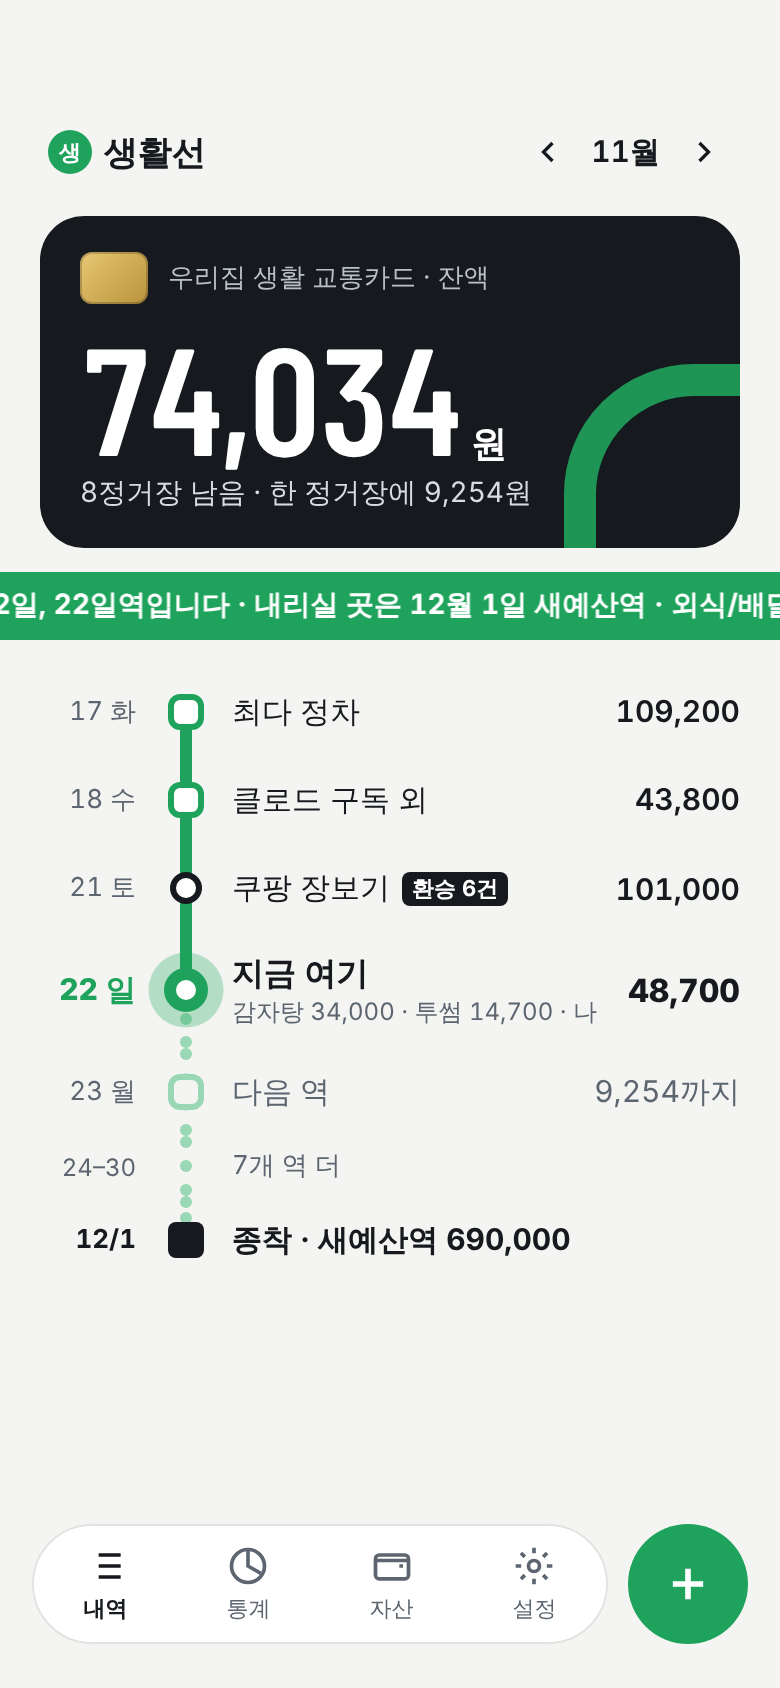 생 생활선
11월
우리집 생활 교통카드 · 잔액
74,034 원
8정거장 남음 · 한 정거장에 9,254원
2일, 22일역입니다 · 내리실 곳은 12월 1일 새예산역 · 외식/배달
17 화 최다 정차 109,200
18 수 클로드 구독 외 43,800
21 토 쿠팡 장보기 환승 6건 101,000
22 일 지금 여기 48,700
감자탕 34,000 · 투썸 14,700 · 나
23 월 다음 역 9,254까지
24–30 7개 역 더
12/1 종착 · 새예산역 690,000
내역 통계 자산 설정